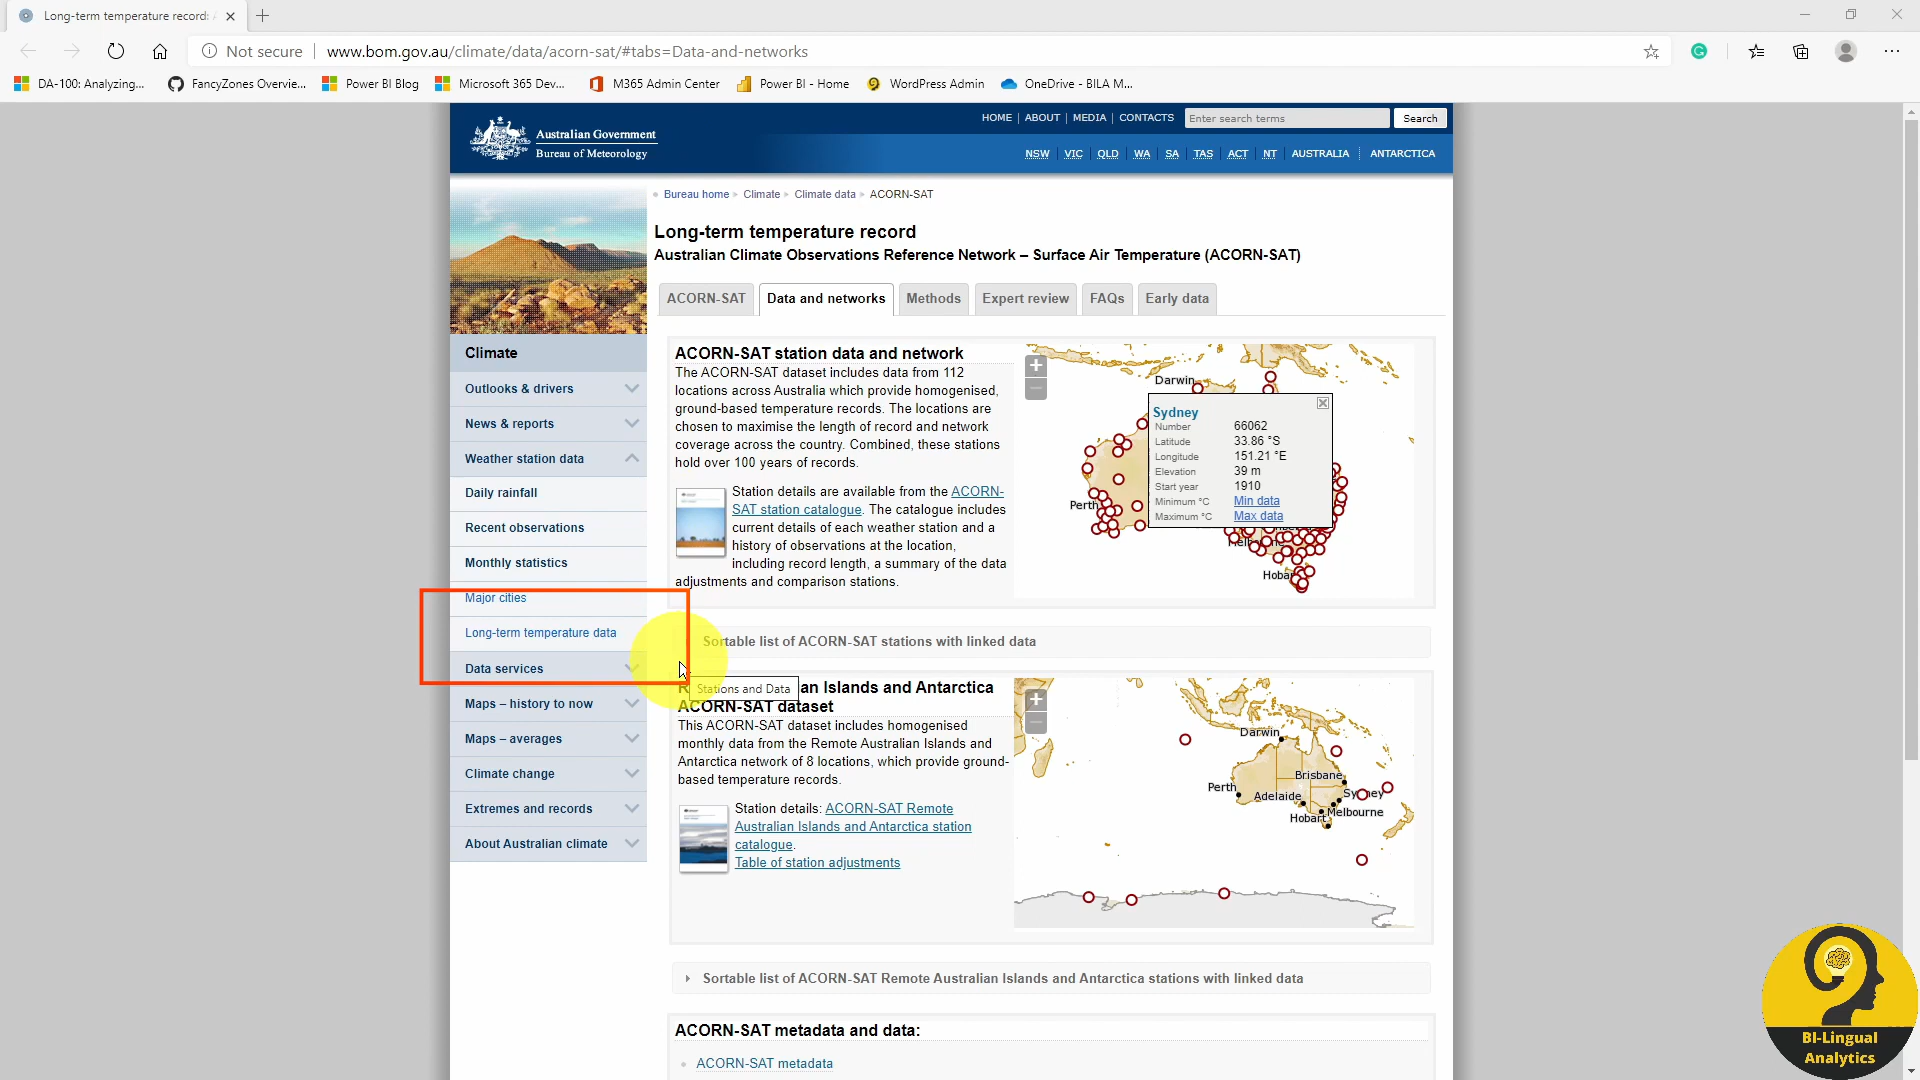 Long-term temperature record:
Not secure
www.bom.gov.au/climate/data/acorn-sat/#tabs=Data-and-networks
DA-100: Analyzing...
FancyZones Overvie...
Power BI Blog
Microsoft 365 Dev...
M365 Admin Center
Power BI - Home
WordPress Admin
OneDrive - BILA M...
Australian Government
Bureau of Meteorology
HOME | ABOUT | MEDIA | CONTACTS
Enter search terms
Search
NSW VIC QLD WA SA TAS ACT NT AUSTRALIA ANTARCTICA
Bureau home Climate Climate data ACORN-SAT
Long-term temperature record
Australian Climate Observations Reference Network – Surface Air Temperature (ACORN-SAT)
ACORN-SAT
Data and networks
Methods
Expert review
FAQs
Early data
Climate
Outlooks & drivers
News & reports
Weather station data
Daily rainfall
Recent observations
Monthly statistics
Major cities
Long-term temperature data
Data services
Maps – history to now
Maps – averages
Climate change
Extremes and records
About Australian climate
ACORN-SAT station data and network
The ACORN-SAT dataset includes data from 112
locations across Australia which provide homogenised,
ground-based temperature records. The locations are
chosen to maximise the length of record and network
coverage across the country. Combined, these stations
hold over 100 years of records.
Station details are available from the ACORN-
SAT station catalogue. The catalogue includes
current details of each weather station and a
history of observations at the location,
including record length, a summary of the data
adjustments and comparison stations.
+
−
Darwin
Perth
Hobar
Sydney
Number 66062
Latitude 33.86 °S
Longitude 151.21 °E
Elevation 39 m
Start year 1910
Minimum °C Min data
Maximum °C Max data
Sortable list of ACORN-SAT stations with linked data
Stations and Data
an Islands and Antarctica
ACORN-SAT dataset
This ACORN-SAT dataset includes homogenised
monthly data from the Remote Australian Islands and
Antarctica network of 8 locations, which provide ground-
based temperature records.
Station details: ACORN-SAT Remote
Australian Islands and Antarctica station
catalogue.
Table of station adjustments
+
−
Darwin
Brisbane
Perth
Adelaide
Sydney
Melbourne
Hobart
Sortable list of ACORN-SAT Remote Australian Islands and Antarctica stations with linked data
ACORN-SAT metadata and data:
ACORN-SAT metadata
BI-Lingual
Analytics